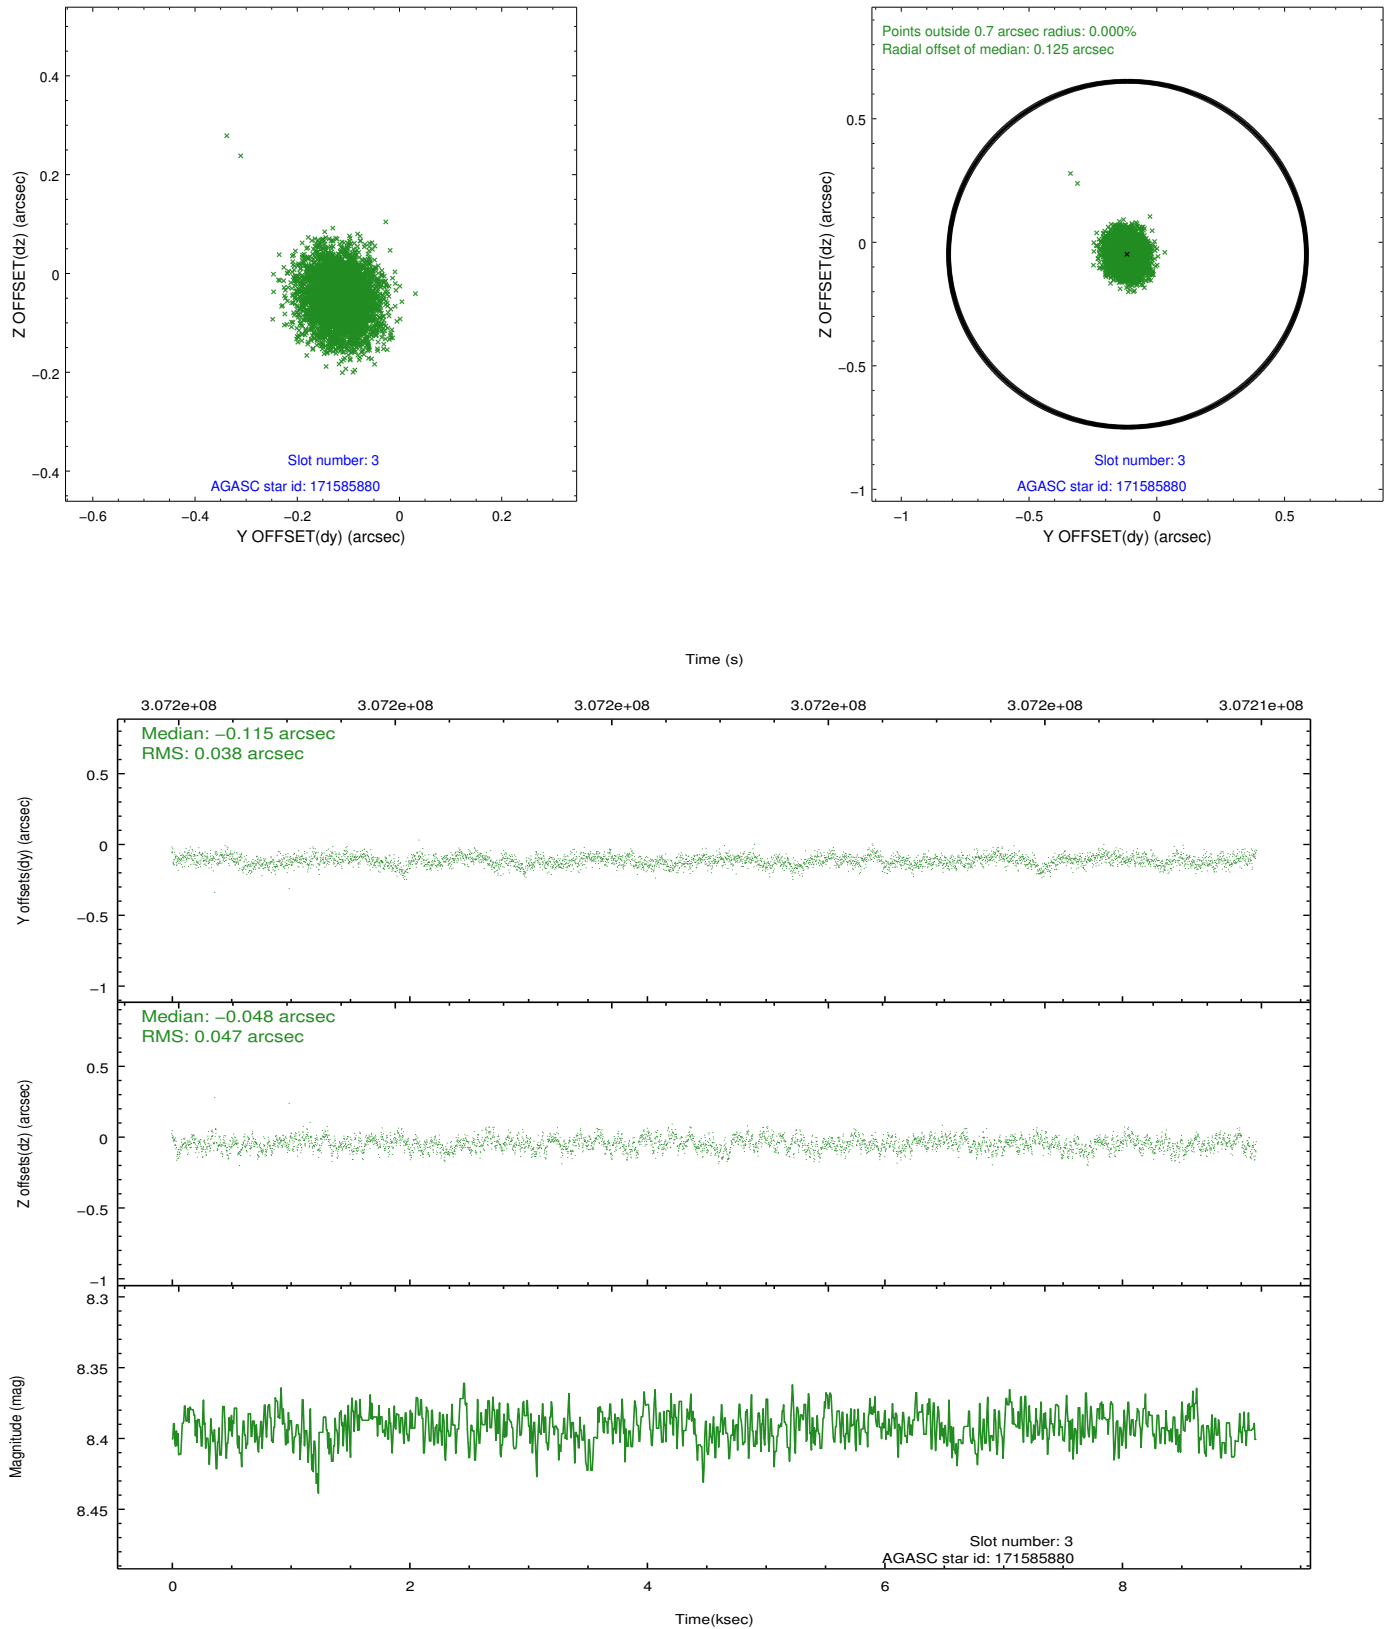 0.4
0.2
0
−0.2
−0.4
Z OFFSET(dz) (arcsec)
Slot number: 3
AGASC star id: 171585880
−0.6
−0.4
−0.2
0
0.2
Y OFFSET(dy) (arcsec)
Points outside 0.7 arcsec radius: 0.000%
Radial offset of median: 0.125 arcsec
0.5
0
−0.5
−1
Z OFFSET(dz) (arcsec)
Slot number: 3
AGASC star id: 171585880
−1
−0.5
0
0.5
Y OFFSET(dy) (arcsec)
Time (s)
3.072e+08
3.072e+08
3.072e+08
3.072e+08
3.072e+08
3.0721e+08
Median: −0.115 arcsec
RMS: 0.038 arcsec
0.5
0
−0.5
−1
Y offsets(dy) (arcsec)
Median: −0.048 arcsec
RMS: 0.047 arcsec
0.5
0
−0.5
−1
Z offsets(dz) (arcsec)
8.3
8.35
8.4
8.45
Magnitude (mag)
Slot number: 3
AGASC star id: 171585880
0
2
4
6
8
Time(ksec)